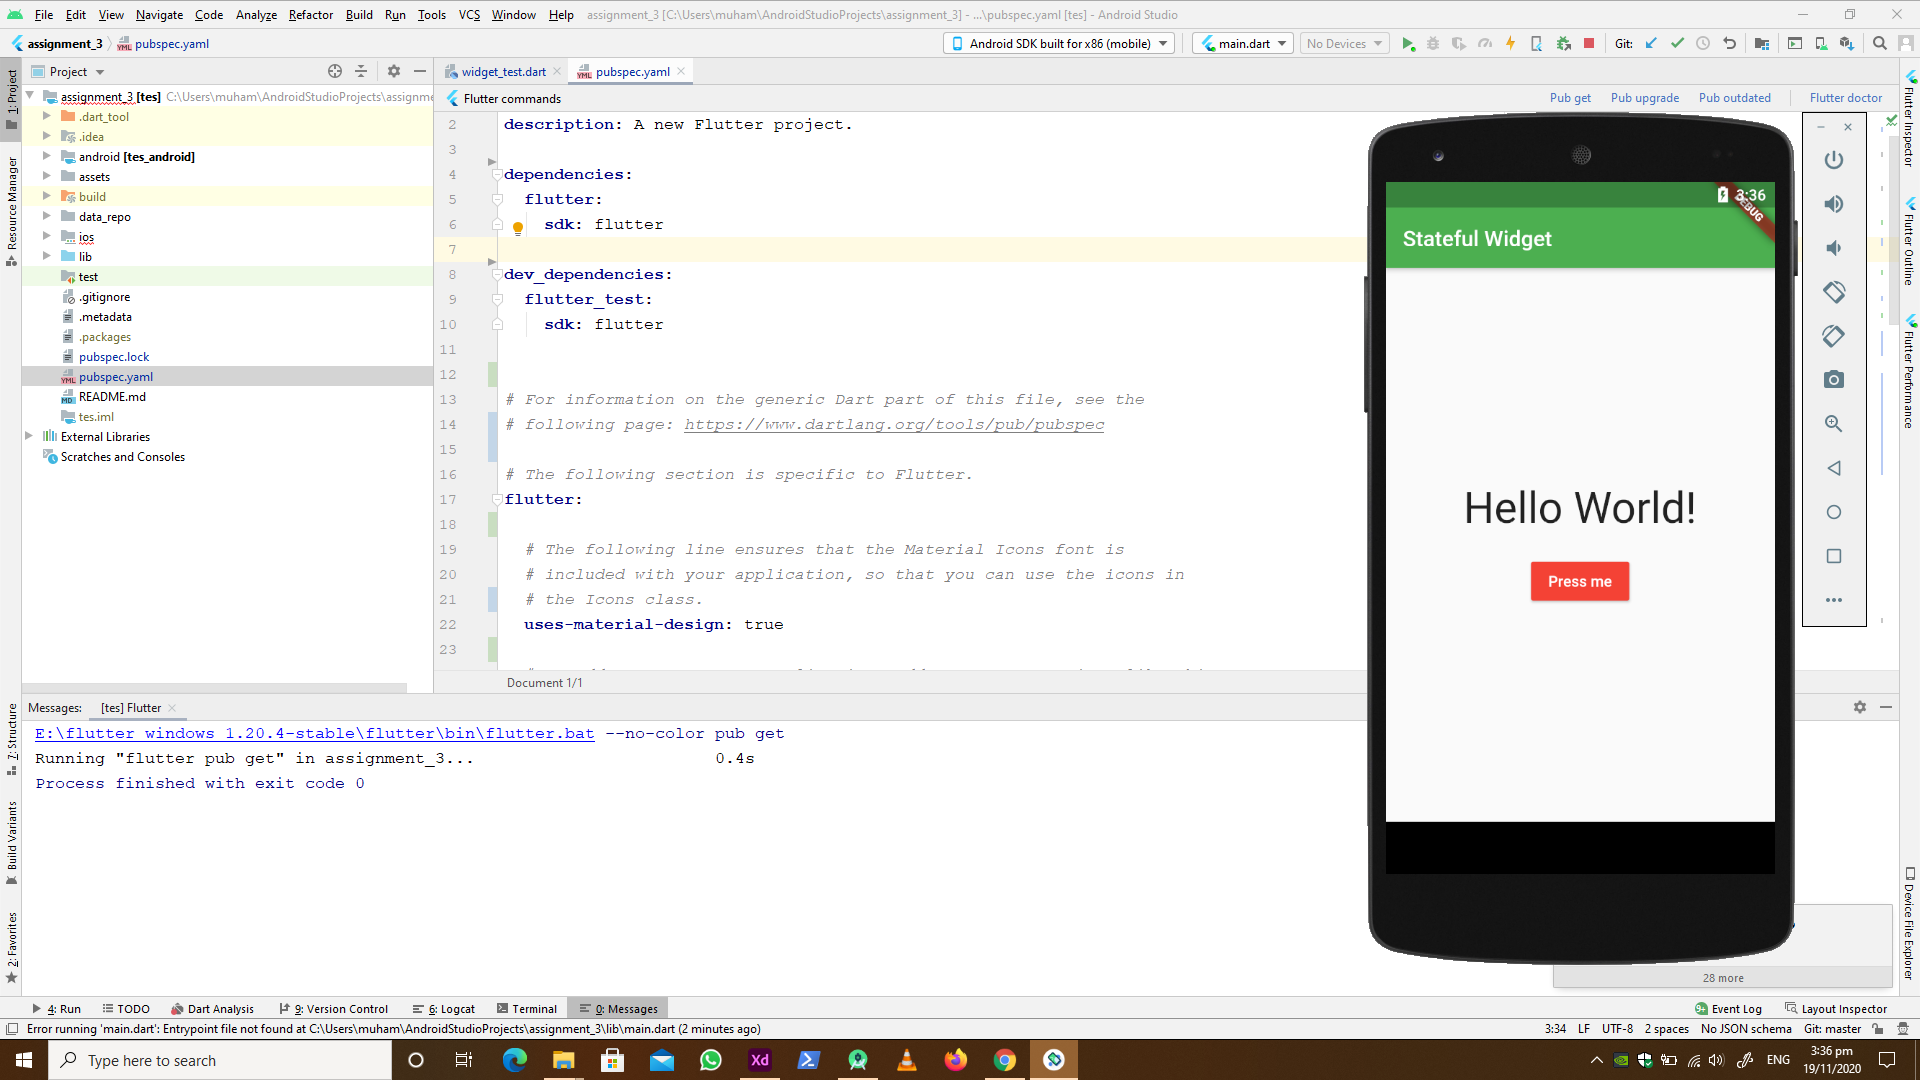 File Edit View Navigate Code Analyze Refactor Build Run Tools VCS Window Help assignment_3 [C:\Users\muham\AndroidStudioProjects\assignment_3] - ...\pubspec.yaml [tes] - Android Studio
assignment_3 pubspec.yaml
Android SDK built for x86 (mobile) main.dart No Devices Git:
Project
widget_test.dart pubspec.yaml
assignment_3 [tes] C:\Users\muham\AndroidStudioProjects\assignme
.dart_tool
.idea
android [tes_android]
assets
build
data_repo
ios
lib
test
.gitignore
.metadata
.packages
pubspec.lock
pubspec.yaml
README.md
tes.iml
External Libraries
Scratches and Consoles
1: Project
Resource Manager
7: Structure
Build Variants
2: Favorites
Flutter commands Pub get Pub upgrade Pub outdated Flutter doctor
2 description: A new Flutter project.
3
4 dependencies:
5 flutter:
6 sdk: flutter
7
8 dev_dependencies:
9 flutter_test:
10 sdk: flutter
11
12
13 # For information on the generic Dart part of this file, see the
14 # following page: https://www.dartlang.org/tools/pub/pubspec
15
16 # The following section is specific to Flutter.
17 flutter:
18
19 # The following line ensures that the Material Icons font is
20 # included with your application, so that you can use the icons in
21 # the Icons class.
22 uses-material-design: true
23
Document 1/1
3:36
DEBUG
Stateful Widget
Hello World!
Press me
Flutter Inspector
Flutter Outline
Flutter Performance
Device File Explorer
Messages: [tes] Flutter
E:\flutter_windows_1.20.4-stable\flutter\bin\flutter.bat --no-color pub get
Running "flutter pub get" in assignment_3... 0.4s
Process finished with exit code 0
28 more
4: Run TODO Dart Analysis 9: Version Control 6: Logcat Terminal 0: Messages Event Log Layout Inspector
Error running 'main.dart': Entrypoint file not found at C:\Users\muham\AndroidStudioProjects\assignment_3\lib\main.dart (2 minutes ago) 3:34 LF UTF-8 2 spaces No JSON schema Git: master
Type here to search
Xd
ENG
3:36 pm
19/11/2020